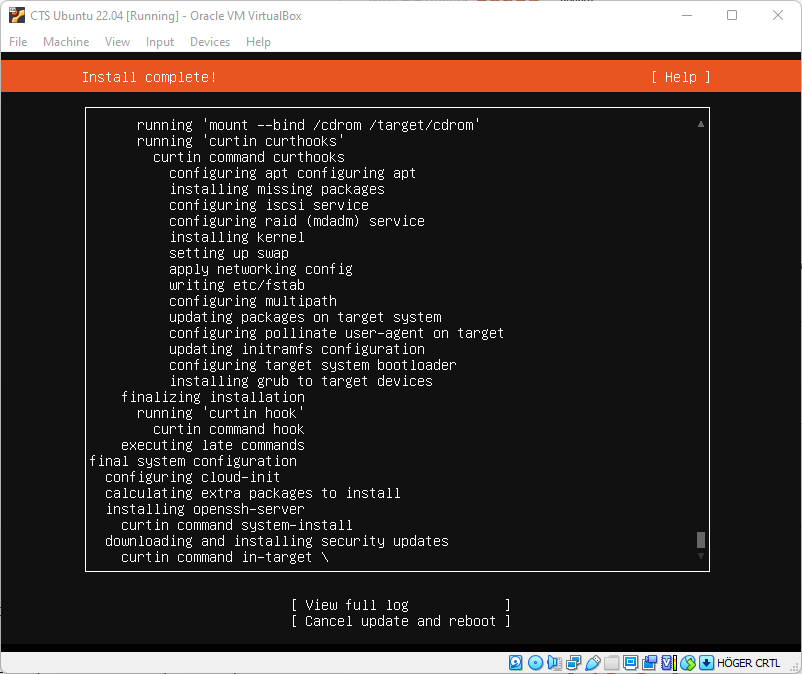 CTS Ubuntu 22.04 [Running] - Oracle VM VirtualBox
File Machine View Input Devices Help
Install complete! [ Help ]
running 'mount --bind /cdrom /target/cdrom'
running 'curtin curthooks'
curtin command curthooks
configuring apt configuring apt
installing missing packages
configuring iscsi service
configuring raid (mdadm) service
installing kernel
setting up swap
apply networking config
writing etc/fstab
configuring multipath
updating packages on target system
configuring pollinate user-agent on target
updating initramfs configuration
configuring target system bootloader
installing grub to target devices
finalizing installation
running 'curtin hook'
curtin command hook
executing late commands
final system configuration
configuring cloud-init
calculating extra packages to install
installing openssh-server
curtin command system-install
downloading and installing security updates
curtin command in-target \
[ View full log ]
[ Cancel update and reboot ]
HÖGER CRTL